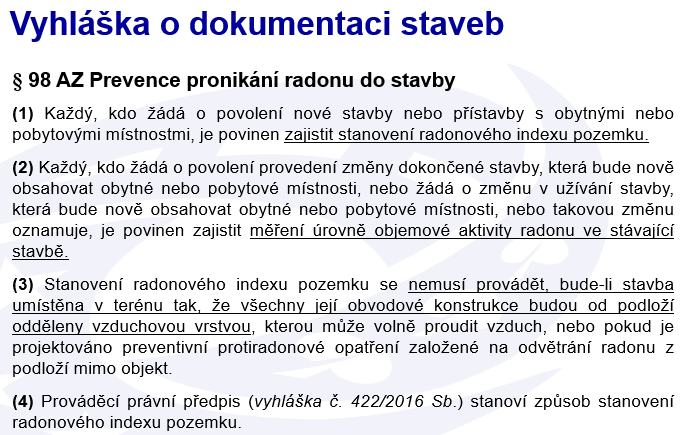 Vyhláška o dokumentaci staveb
§ 98 AZ Prevence pronikání radonu do stavby
(1) Každý, kdo žádá o povolení nové stavby nebo přístavby s obytnými nebo
pobytovými místnostmi, je povinen zajistit stanovení radonového indexu pozemku.
(2) Každý, kdo žádá o povolení provedení změny dokončené stavby, která bude nově
obsahovat obytné nebo pobytové místnosti, nebo žádá o změnu v užívání stavby,
která bude nově obsahovat obytné nebo pobytové místnosti, nebo takovou změnu
oznamuje, je povinen zajistit měření úrovně objemové aktivity radonu ve stávající
stavbě.
(3) Stanovení radonového indexu pozemku se nemusí provádět, bude-li stavba
umístěna v terénu tak, že všechny její obvodové konstrukce budou od podloží
odděleny vzduchovou vrstvou, kterou může volně proudit vzduch, nebo pokud je
projektováno preventivní protiradonové opatření založené na odvětrání radonu z
podloží mimo objekt.
(4) Prováděcí právní předpis (vyhláška č. 422/2016 Sb.) stanoví způsob stanovení
radonového indexu pozemku.